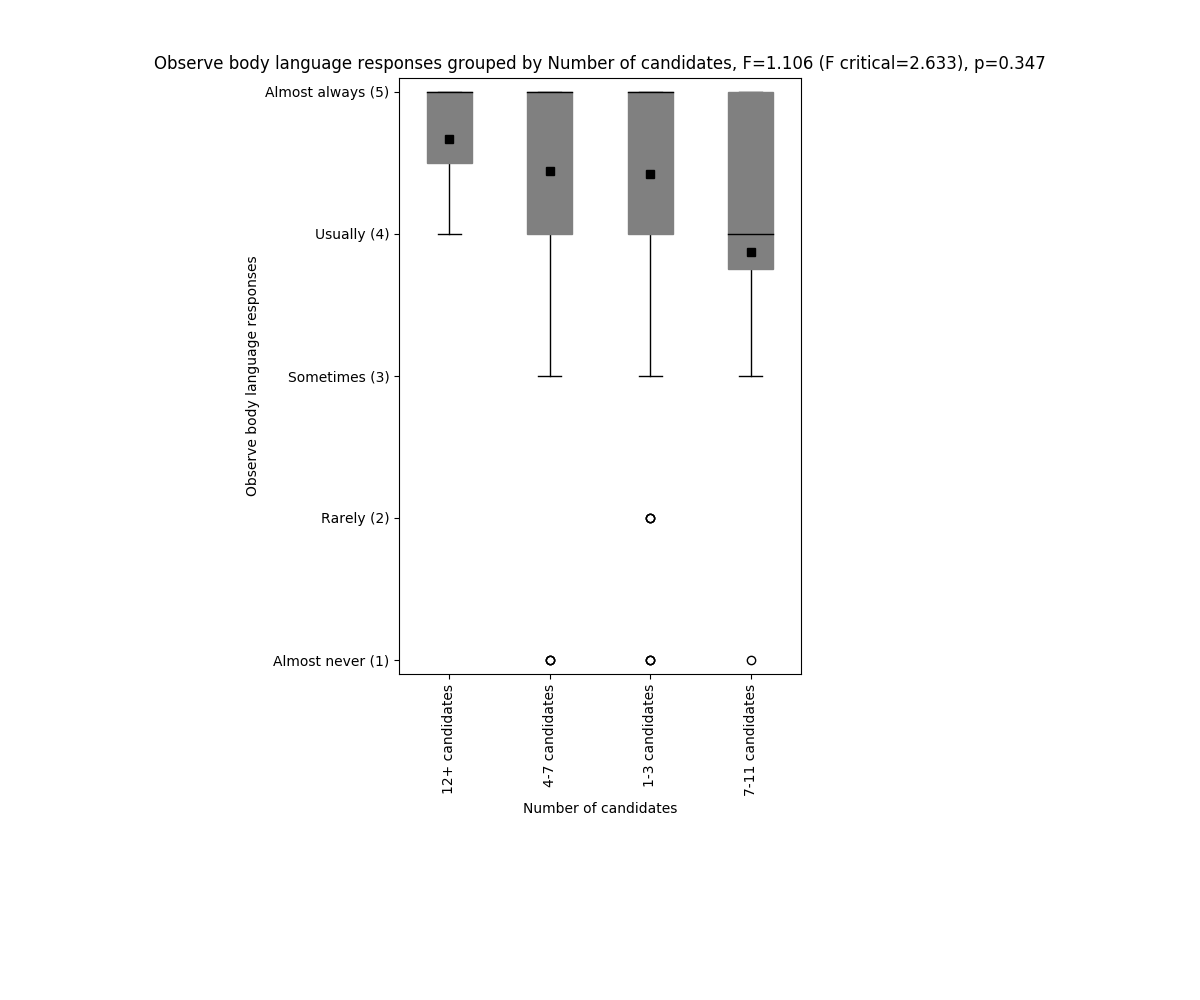 Observe body language responses grouped by Number of candidates, F=1.106 (F critical=2.633), p=0.347
Almost always (5)
Usually (4)
Sometimes (3)
Rarely (2)
Almost never (1)
Observe body language responses
12+ candidates
4-7 candidates
1-3 candidates
7-11 candidates
Number of candidates